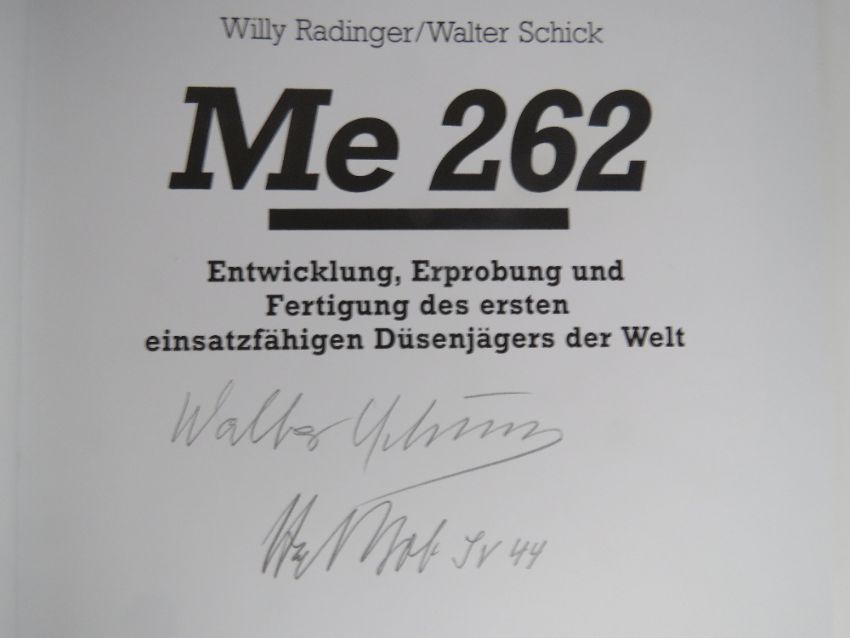 Willy Radinger/Walter Schick
Me 262
Entwicklung, Erprobung und
Fertigung des ersten
einsatzfähigen Düsenjägers der Welt
Walter
JV 44